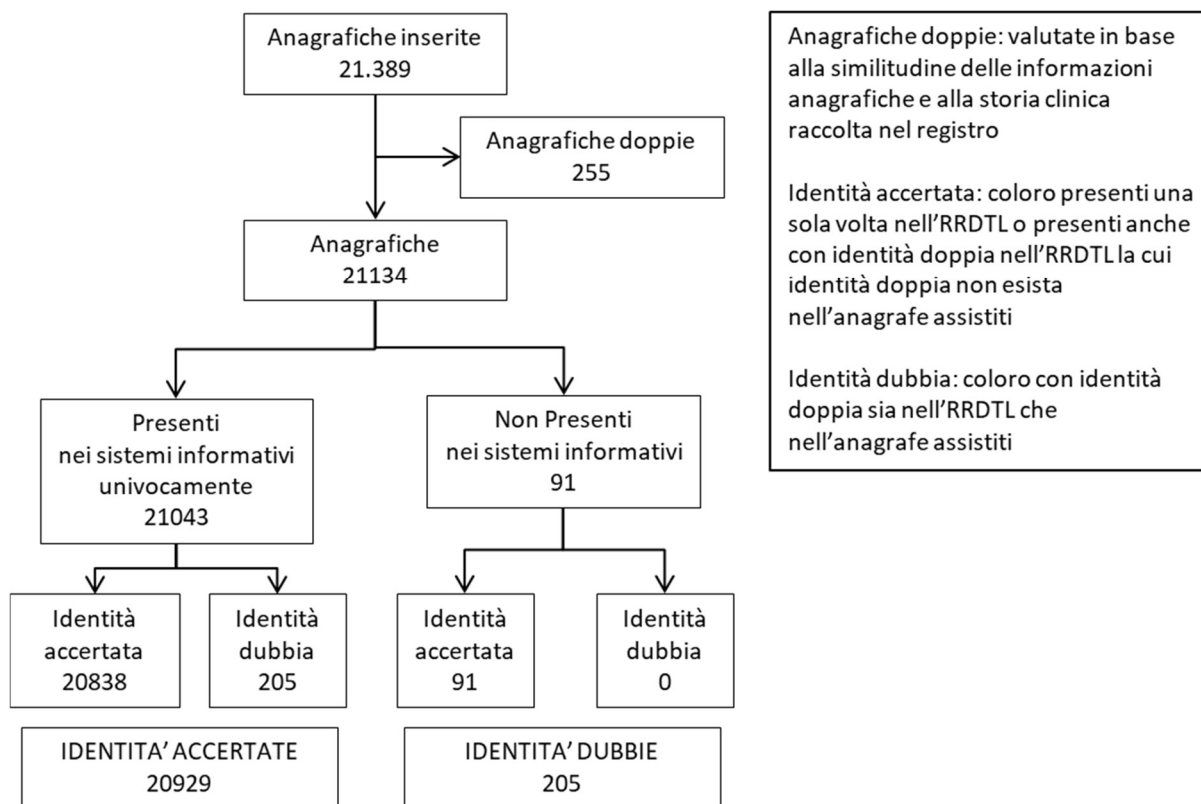 Anagrafiche inserite
21.389
Anagrafiche doppie
255
Anagrafiche
21134
Presenti
nei sistemi informativi
univocamente
21043
Non Presenti
nei sistemi informativi
91
Identità
accertata
20838
Identità
dubbia
205
Identità
accertata
91
Identità
dubbia
0
IDENTITA’ ACCERTATE
20929
IDENTITA’ DUBBIE
205
Anagrafiche doppie: valutate in base
alla similitudine delle informazioni
anagrafiche e alla storia clinica
raccolta nel registro
Identità accertata: coloro presenti una
sola volta nell’RRDTL o presenti anche
con identità doppia nell’RRDTL la cui
identità doppia non esista
nell’anagrafe assistiti
Identità dubbia: coloro con identità
doppia sia nell’RRDTL che
nell’anagrafe assistiti